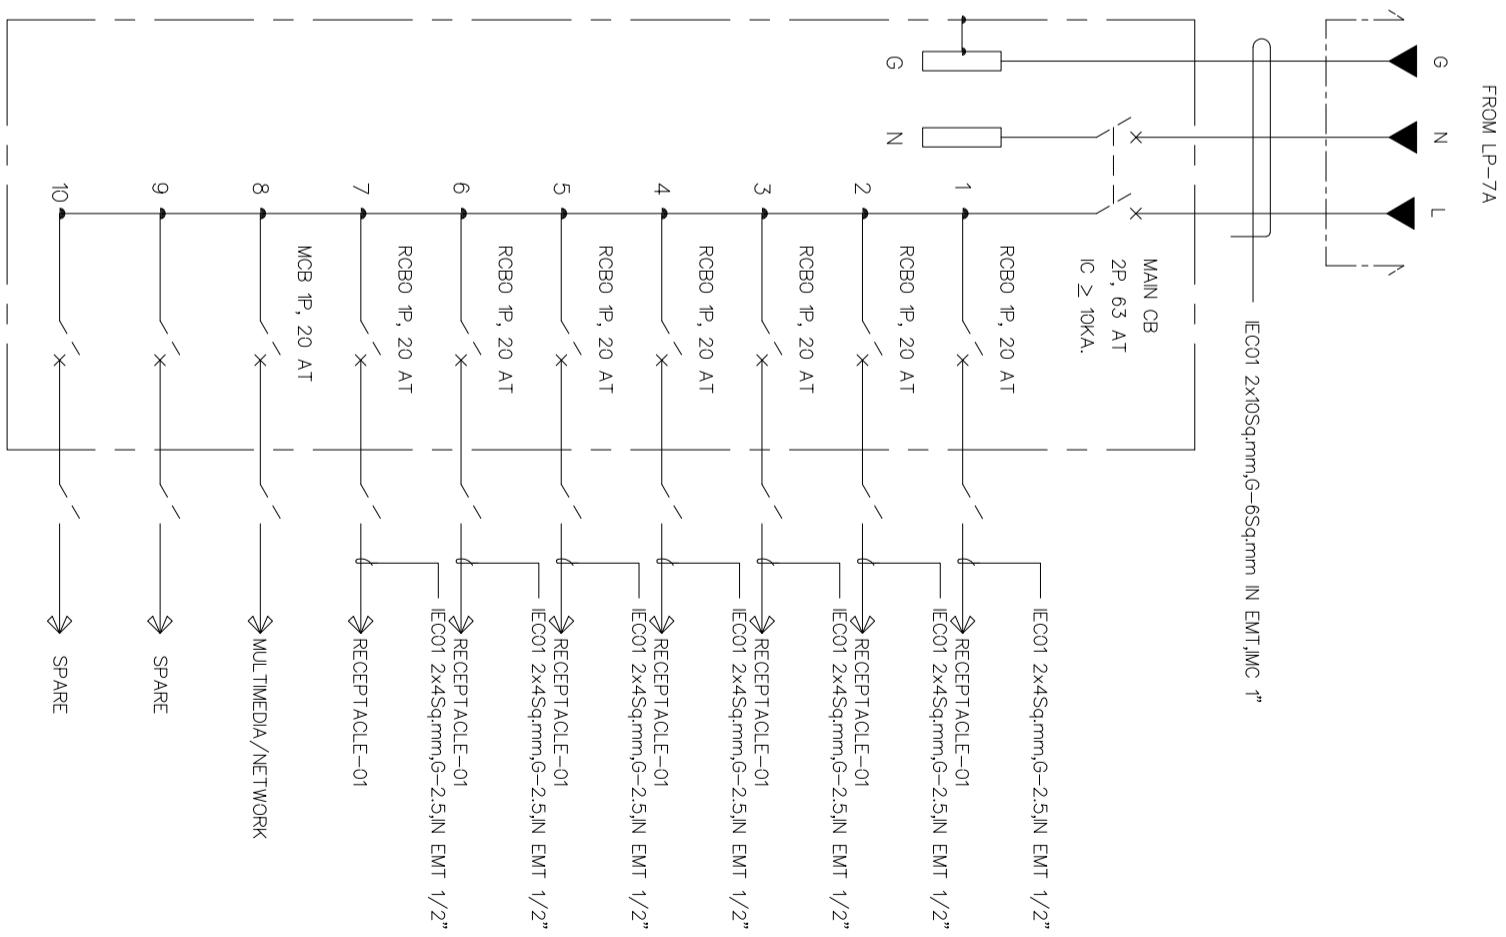 FROM LP-7A
G
N
L
IEC01 2x10Sq.mm,G-6Sq.mm IN EMT,IMC 1"
MAIN CB
2P, 63 AT
IC ≥ 10KA.
G
N
1
RCBO 1P, 20 AT
IEC01 2x4Sq.mm,G-2.5,IN EMT 1/2"
RECEPTACLE-01
2
RCBO 1P, 20 AT
IEC01 2x4Sq.mm,G-2.5,IN EMT 1/2"
RECEPTACLE-01
3
RCBO 1P, 20 AT
IEC01 2x4Sq.mm,G-2.5,IN EMT 1/2"
RECEPTACLE-01
4
RCBO 1P, 20 AT
IEC01 2x4Sq.mm,G-2.5,IN EMT 1/2"
RECEPTACLE-01
5
RCBO 1P, 20 AT
IEC01 2x4Sq.mm,G-2.5,IN EMT 1/2"
RECEPTACLE-01
6
RCBO 1P, 20 AT
IEC01 2x4Sq.mm,G-2.5,IN EMT 1/2"
RECEPTACLE-01
7
RCBO 1P, 20 AT
IEC01 2x4Sq.mm,G-2.5,IN EMT 1/2"
RECEPTACLE-01
8
MCB 1P, 20 AT
MULTIMEDIA/NETWORK
9
SPARE
10
SPARE